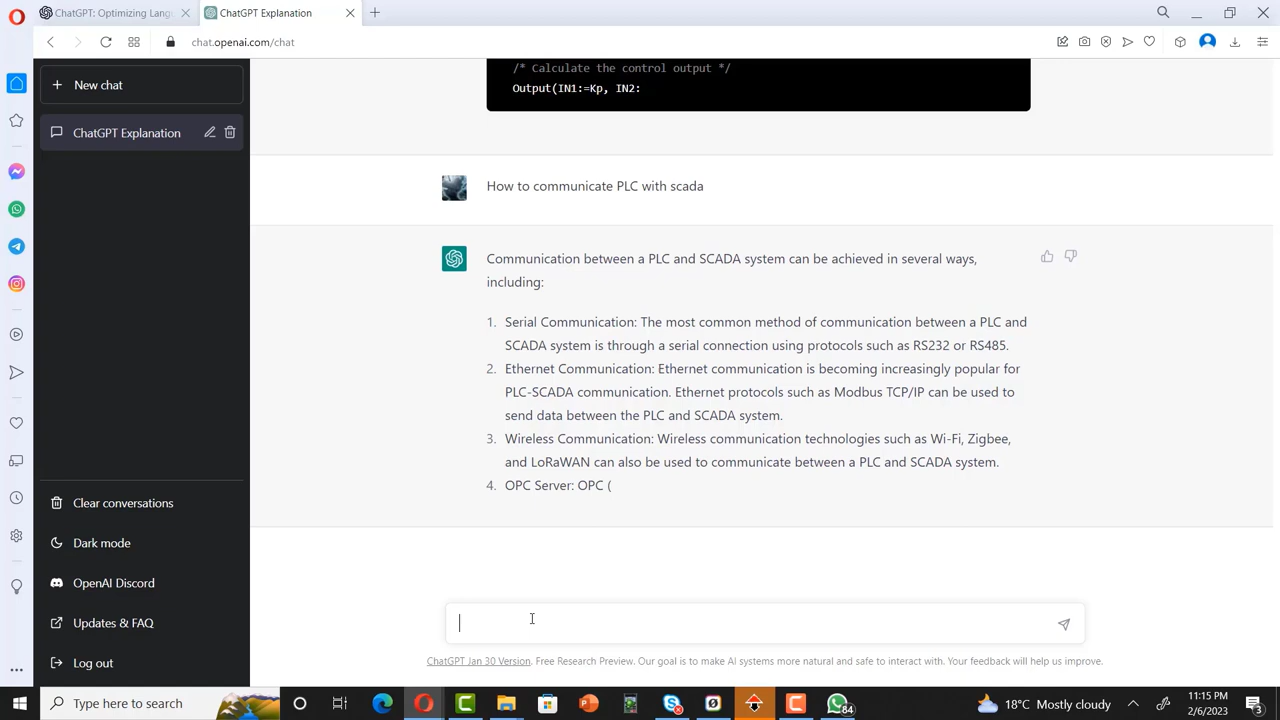 ChatGPT: Optimizing Lang
ChatGPT Explanation
chat.openai.com/chat
New chat
ChatGPT Explanation
/* Calculate the control output */
Output(IN1:=Kp, IN2:
How to communicate PLC with scada
Communication between a PLC and SCADA system can be achieved in several ways,
including:
1. Serial Communication: The most common method of communication between a PLC and
SCADA system is through a serial connection using protocols such as RS232 or RS485.
2. Ethernet Communication: Ethernet communication is becoming increasingly popular for
PLC-SCADA communication. Ethernet protocols such as Modbus TCP/IP can be used to
send data between the PLC and SCADA system.
3. Wireless Communication: Wireless communication technologies such as Wi-Fi, Zigbee,
and LoRaWAN can also be used to communicate between a PLC and SCADA system.
4. OPC Server: OPC (
Clear conversations
Dark mode
OpenAI Discord
Updates & FAQ
Log out
ChatGPT Jan 30 Version. Free Research Preview. Our goal is to make AI systems more natural and safe to interact with. Your feedback will help us improve.
Type here to search
84
18°C Mostly cloudy
11:15 PM
2/6/2023